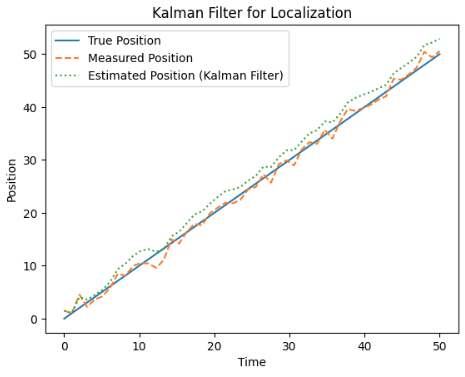 Kalman Filter for Localization
True Position
Measured Position
Estimated Position (Kalman Filter)
50
40
30
20
10
0
Position
0 10 20 30 40 50
Time